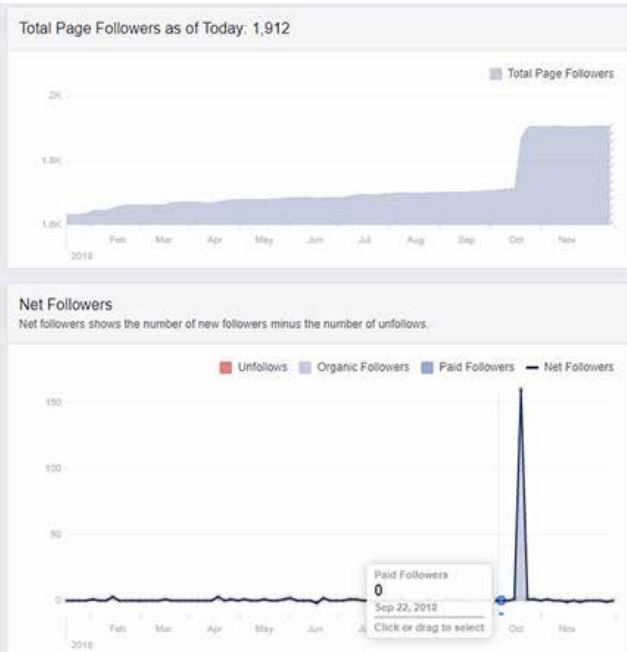 Total Page Followers as of Today: 1,912
Total Page Followers
2K
1.8K
1.6K
Feb Mar Apr May Jun Jul Aug Sep Oct Nov
2018
Net Followers
Net followers shows the number of new followers minus the number of unfollows.
Unfollows Organic Followers Paid Followers Net Followers
150
100
50
0
Paid Followers
0
Sep 22, 2018
Click or drag to select
Feb Mar Apr May Jun Oct Nov
2018